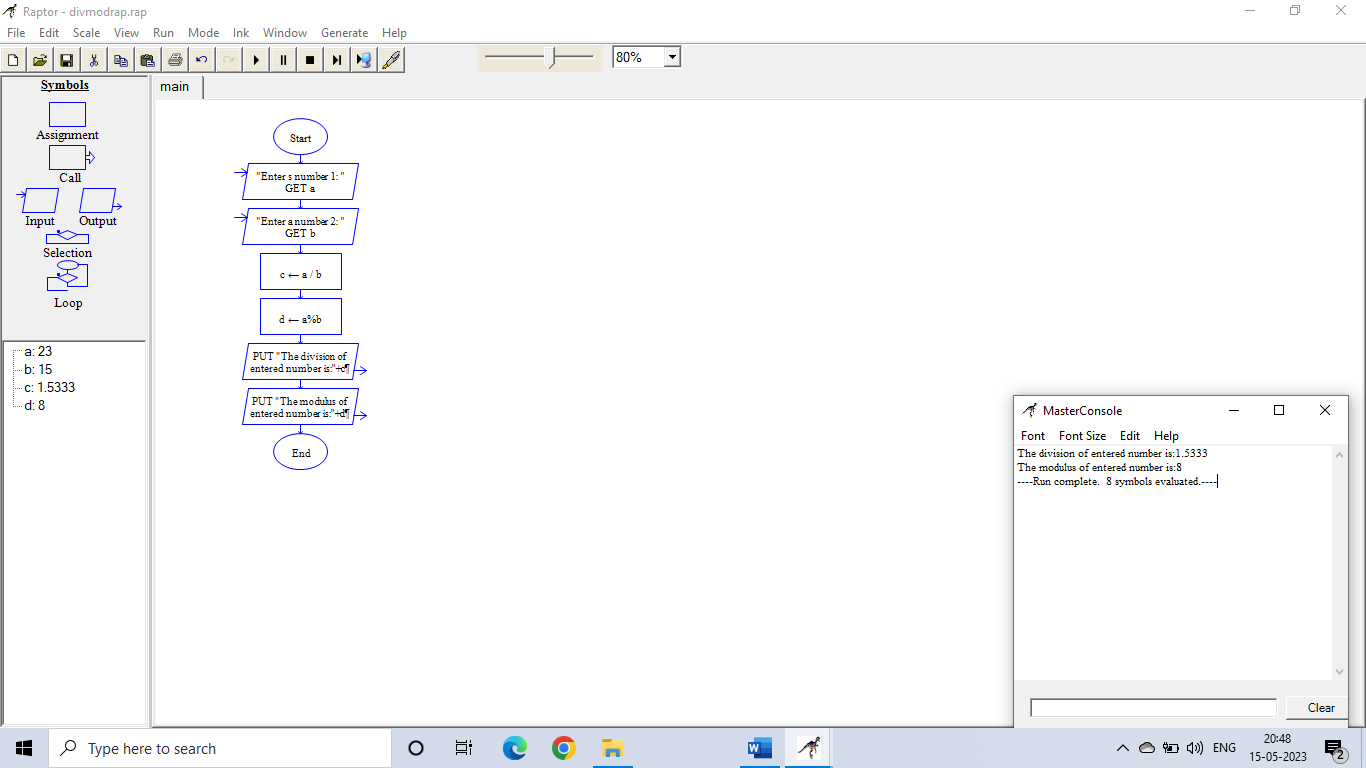 Raptor - divmodrap.rap
File Edit Scale View Run Mode Ink Window Generate Help
80%
Symbols
Assignment
Call
Input Output
Selection
Loop
a: 23
b: 15
c: 1.5333
d: 8
main
Start
"Enter s number 1: "
GET a
"Enter a number 2: "
GET b
c ← a / b
d ← a%b
PUT "The division of
entered number is:"+c¶
PUT "The modulus of
entered number is:"+d¶
End
MasterConsole
Font Font Size Edit Help
The division of entered number is:1.5333
The modulus of entered number is:8
----Run complete.  8 symbols evaluated.----
Clear
Type here to search
W
ENG
20:48
15-05-2023
2